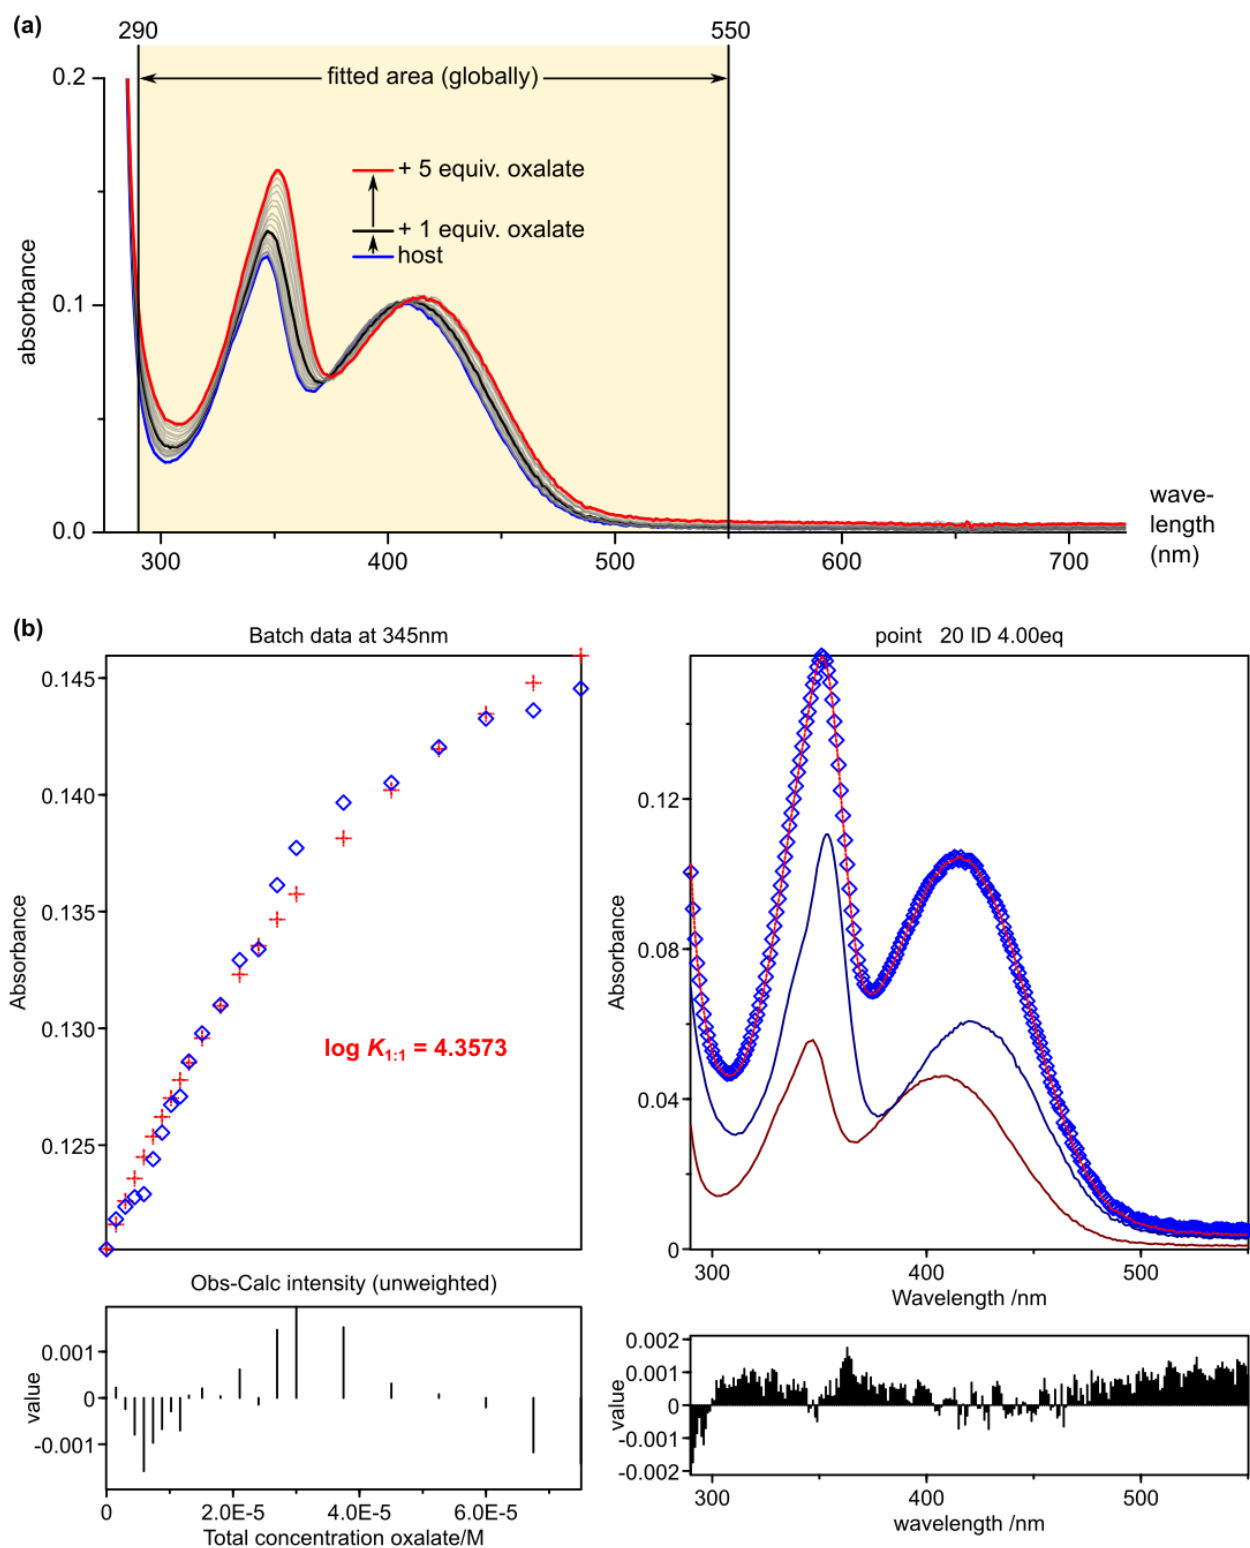 (a)
290
550
0.2
fitted area (globally)
+ 5 equiv. oxalate
+ 1 equiv. oxalate
host
absorbance
0.1
0.0
300
400
500
600
700
wave-
length
(nm)
(b)
Batch data at 345nm
0.145
0.140
0.135
0.130
0.125
Absorbance
log K1:1 = 4.3573
Obs-Calc intensity (unweighted)
value
0.001
0
-0.001
0
2.0E-5
4.0E-5
6.0E-5
Total concentration oxalate/M
point 20 ID 4.00eq
Absorbance
0.12
0.08
0.04
0
300
400
500
Wavelength /nm
value
0.002
0.001
0
-0.001
-0.002
300
400
500
wavelength /nm